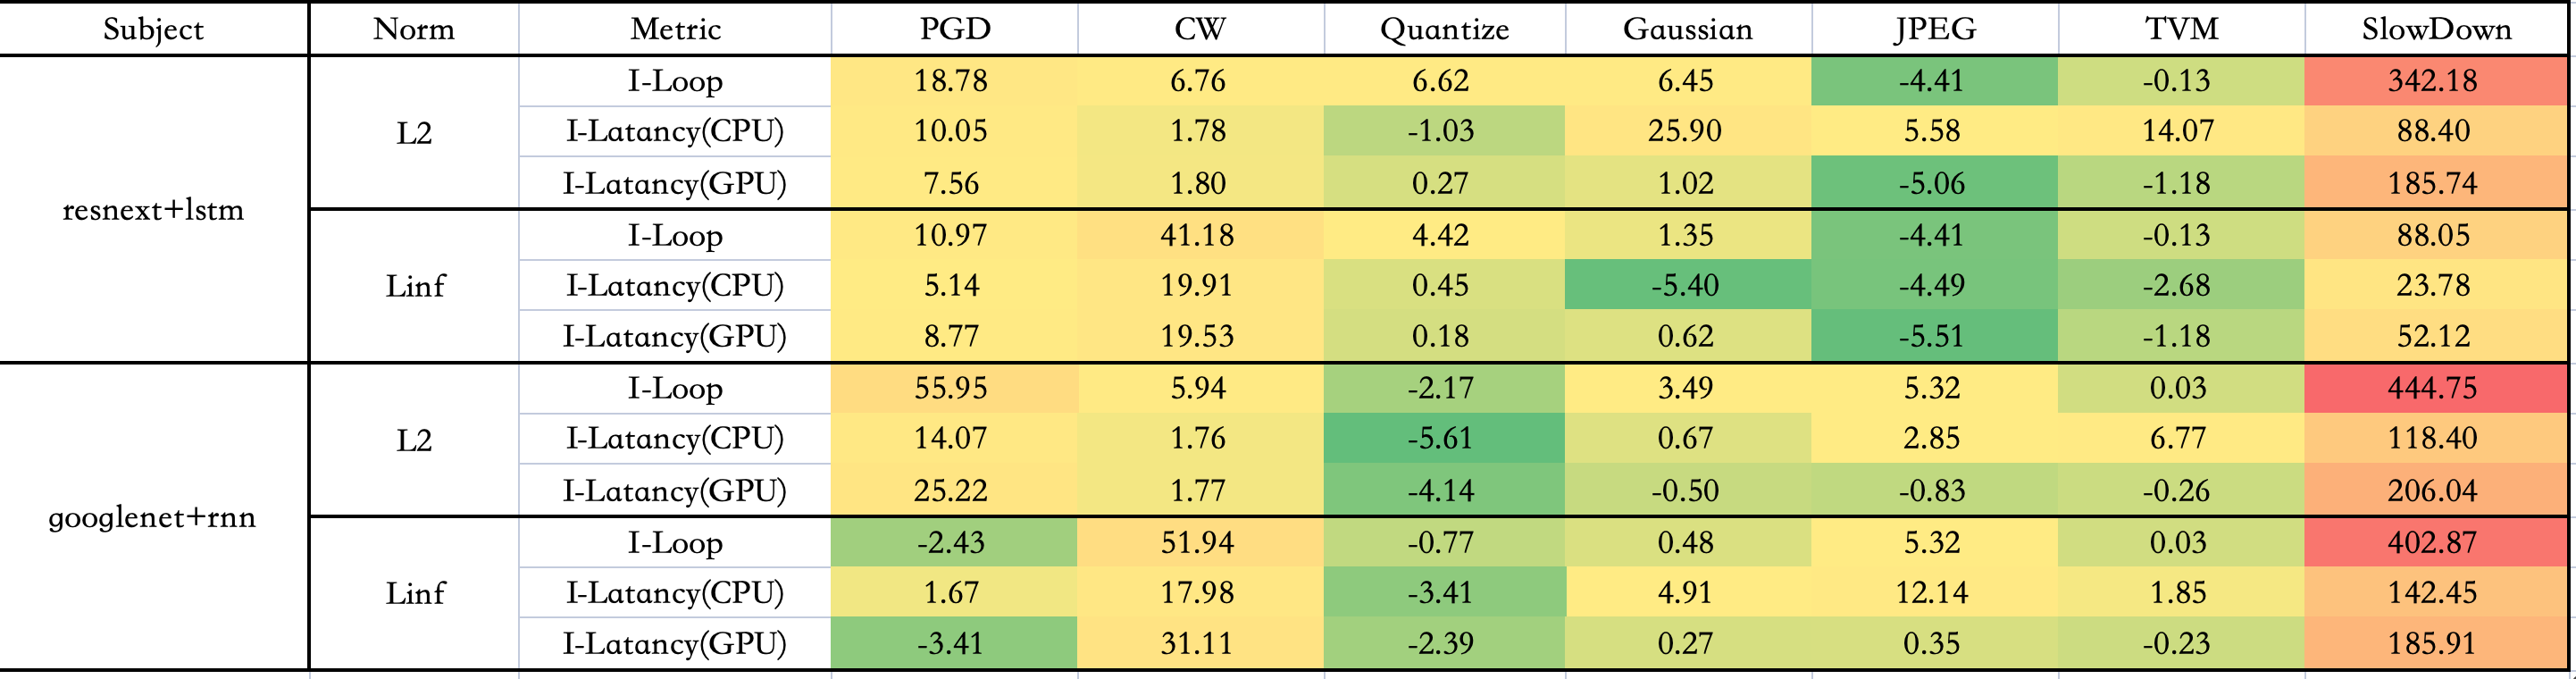 Subject Norm Metric PGD CW Quantize Gaussian JPEG TVM SlowDown
resnext+lstm
L2
I-Loop 18.78 6.76 6.62 6.45 -4.41 -0.13 342.18
I-Latancy(CPU) 10.05 1.78 -1.03 25.90 5.58 14.07 88.40
I-Latancy(GPU) 7.56 1.80 0.27 1.02 -5.06 -1.18 185.74
Linf
I-Loop 10.97 41.18 4.42 1.35 -4.41 -0.13 88.05
I-Latancy(CPU) 5.14 19.91 0.45 -5.40 -4.49 -2.68 23.78
I-Latancy(GPU) 8.77 19.53 0.18 0.62 -5.51 -1.18 52.12
googlenet+rnn
L2
I-Loop 55.95 5.94 -2.17 3.49 5.32 0.03 444.75
I-Latancy(CPU) 14.07 1.76 -5.61 0.67 2.85 6.77 118.40
I-Latancy(GPU) 25.22 1.77 -4.14 -0.50 -0.83 -0.26 206.04
Linf
I-Loop -2.43 51.94 -0.77 0.48 5.32 0.03 402.87
I-Latancy(CPU) 1.67 17.98 -3.41 4.91 12.14 1.85 142.45
I-Latancy(GPU) -3.41 31.11 -2.39 0.27 0.35 -0.23 185.91